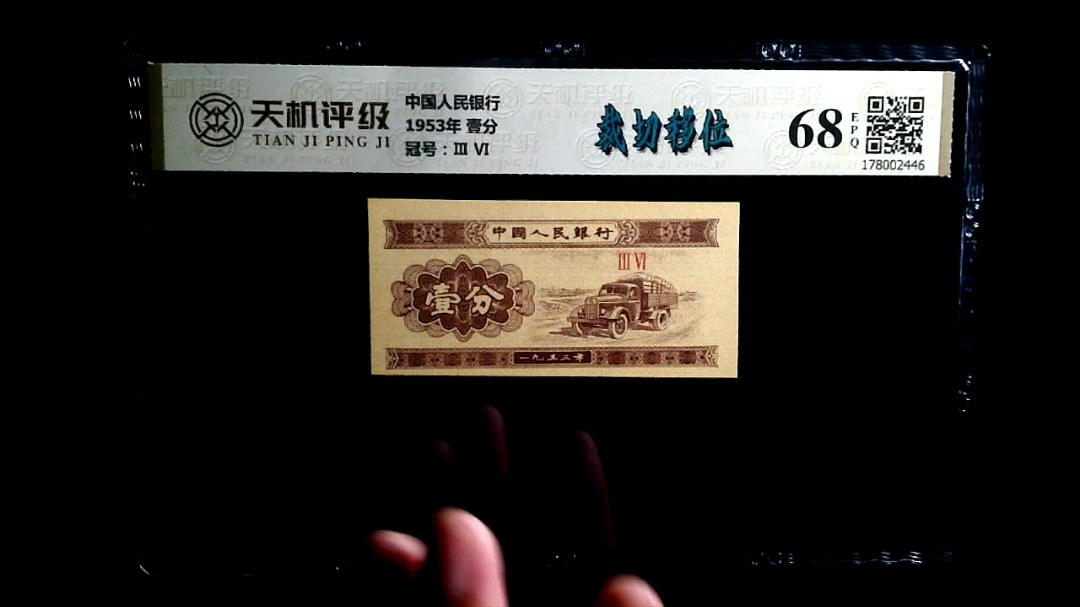 天机评级
TIAN JI PING JI
中国人民银行
1953年 壹分
冠号：III VI
裁切移位
68
EPQ
178002446
中國人民銀行
III VI
壹分
一九五三年